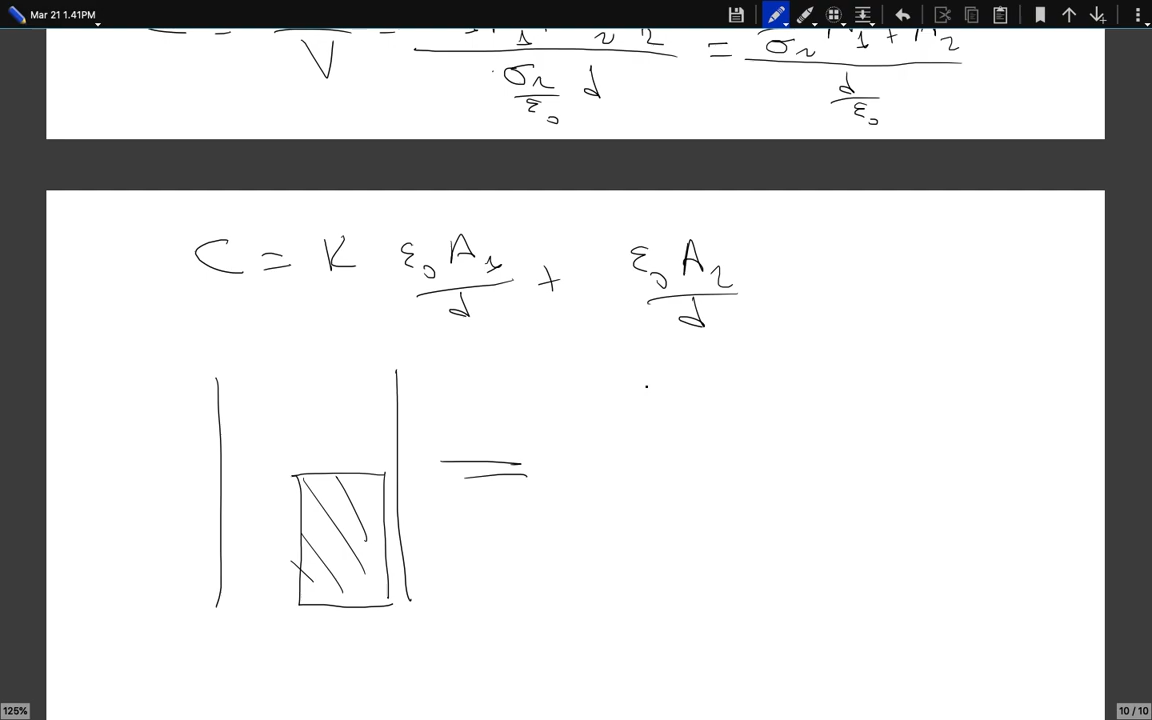 Mar 21 1.41PM
V
σ₂/ε₀ d
= d/ε₀
C = K ε₀A₁/d + ε₀A₂/d
=
125%
10 / 10